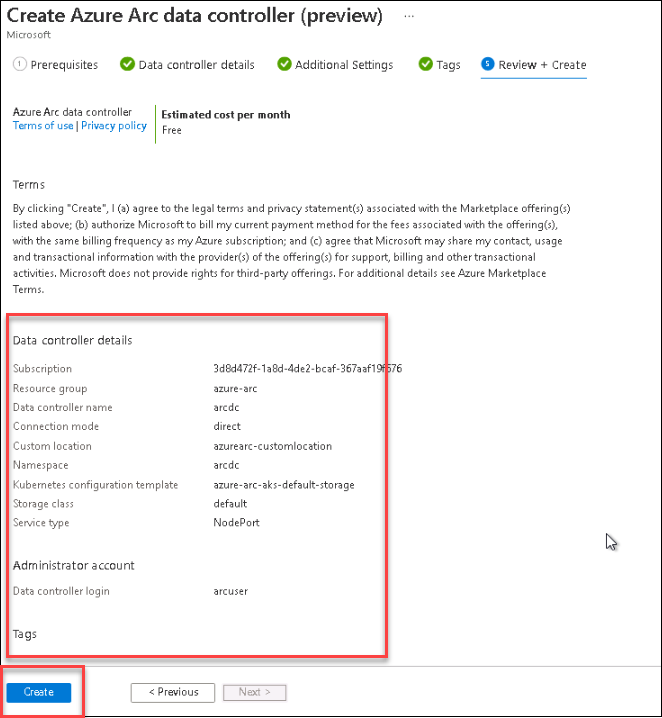 Create Azure Arc data controller (preview) ...
Microsoft
1 Prerequisites Data controller details Additional Settings Tags 5 Review + Create
Azure Arc data controller
Terms of use | Privacy policy
Estimated cost per month
Free
Terms
By clicking "Create", I (a) agree to the legal terms and privacy statement(s) associated with the Marketplace offering(s)
listed above; (b) authorize Microsoft to bill my current payment method for the fees associated with the offering(s),
with the same billing frequency as my Azure subscription; and (c) agree that Microsoft may share my contact, usage
and transactional information with the provider(s) of the offering(s) for support, billing and other transactional
activities. Microsoft does not provide rights for third-party offerings. For additional details see Azure Marketplace
Terms.
Data controller details
Subscription 3d8d472f-1a8d-4de2-bcaf-367aaf19f676
Resource group azure-arc
Data controller name arcdc
Connection mode direct
Custom location azurearc-customlocation
Namespace arcdc
Kubernetes configuration template azure-arc-aks-default-storage
Storage class default
Service type NodePort
Administrator account
Data controller login arcuser
Tags
Create < Previous Next >